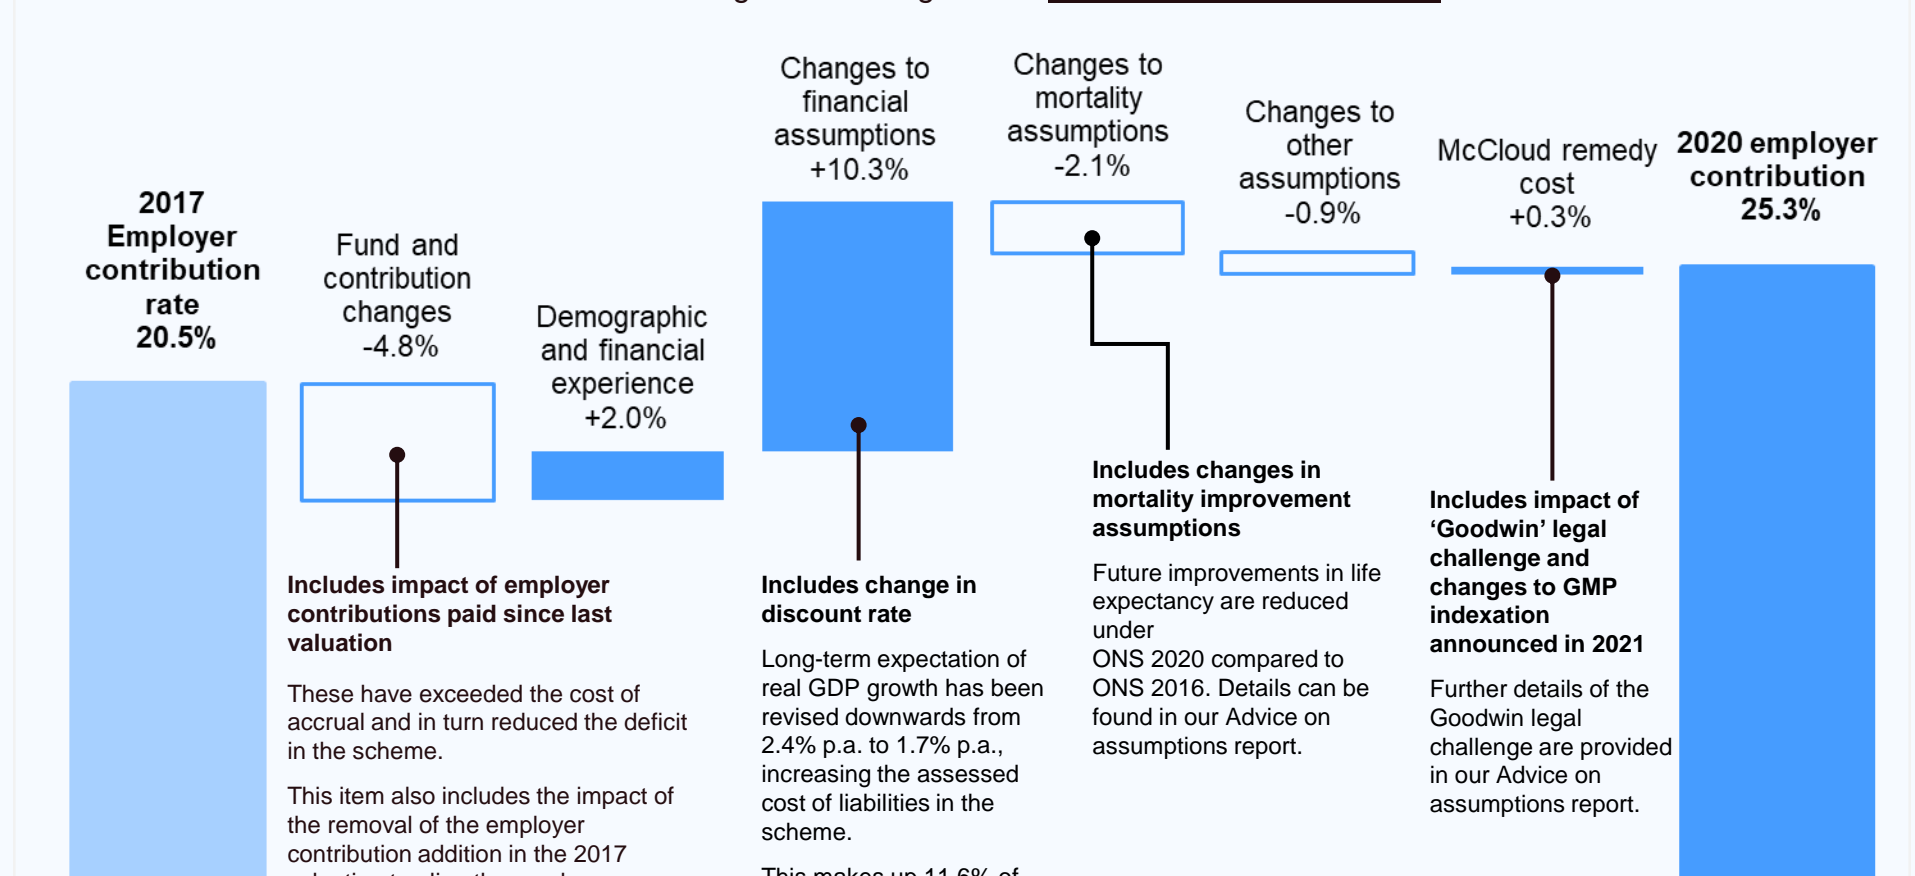 2017
Employer
contribution
rate
20.5%
Fund and
contribution
changes
-4.8%
Demographic
and financial
experience
+2.0%
Changes to
financial
assumptions
+10.3%
Changes to
mortality
assumptions
-2.1%
Changes to
other
assumptions
-0.9%
McCloud remedy
cost
+0.3%
2020 employer
contribution
25.3%
Includes impact of employer
contributions paid since last
valuation
These have exceeded the cost of
accrual and in turn reduced the deficit
in the scheme.
This item also includes the impact of
the removal of the employer
contribution addition in the 2017
Includes change in
discount rate
Long-term expectation of
real GDP growth has been
revised downwards from
2.4% p.a. to 1.7% p.a.,
increasing the assessed
cost of liabilities in the
scheme.
This makes up 11.6% of
Includes changes in
mortality improvement
assumptions
Future improvements in life
expectancy are reduced
under
ONS 2020 compared to
ONS 2016. Details can be
found in our Advice on
assumptions report.
Includes impact of
‘Goodwin’ legal
challenge and
changes to GMP
indexation
announced in 2021
Further details of the
Goodwin legal
challenge are provided
in our Advice on
assumptions report.